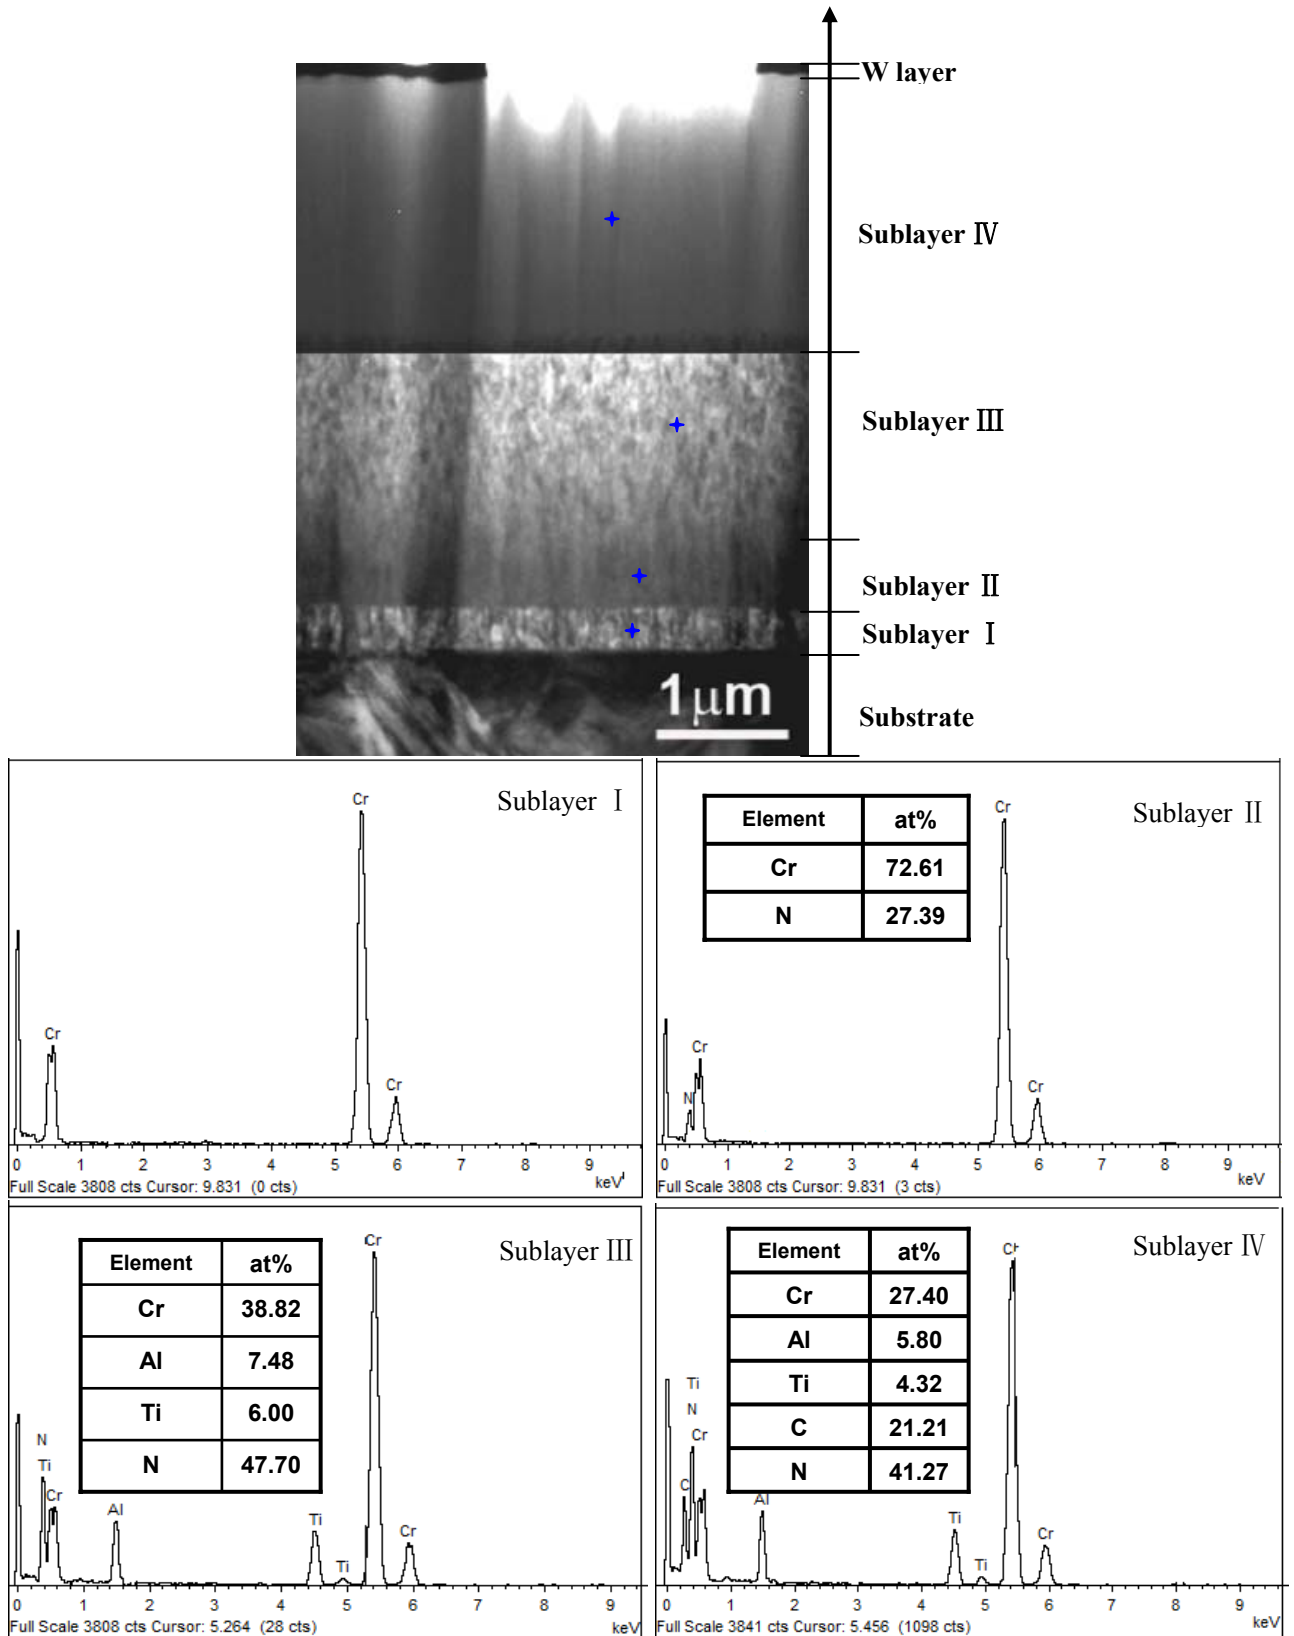 W layer
Sublayer Ⅳ
Sublayer Ⅲ
Sublayer Ⅱ
Sublayer Ⅰ
1μm
Substrate
Sublayer Ⅰ
Cr
Cr
Cr
0 1 2 3 4 5 6 7 8 9
keV
Full Scale 3808 cts Cursor: 9.831 (0 cts)
Sublayer Ⅱ
Element at%
Cr 72.61
N 27.39
Cr
Cr
N
Cr
0 1 2 3 4 5 6 7 8 9
keV
Full Scale 3808 cts Cursor: 9.831 (3 cts)
Sublayer Ⅲ
Element at%
Cr 38.82
Al 7.48
Ti 6.00
N 47.70
Cr
N
Ti
Cr
Al
Ti
Ti
Cr
0 1 2 3 4 5 6 7 8 9
keV
Full Scale 3808 cts Cursor: 5.264 (28 cts)
Sublayer Ⅳ
Element at%
Cr 27.40
Al 5.80
Ti 4.32
C 21.21
N 41.27
Ti
N
Cr
C
Al
Ti
Ti
Cr
0 1 2 3 4 5 6 7 8 9
keV
Full Scale 3841 cts Cursor: 5.456 (1098 cts)